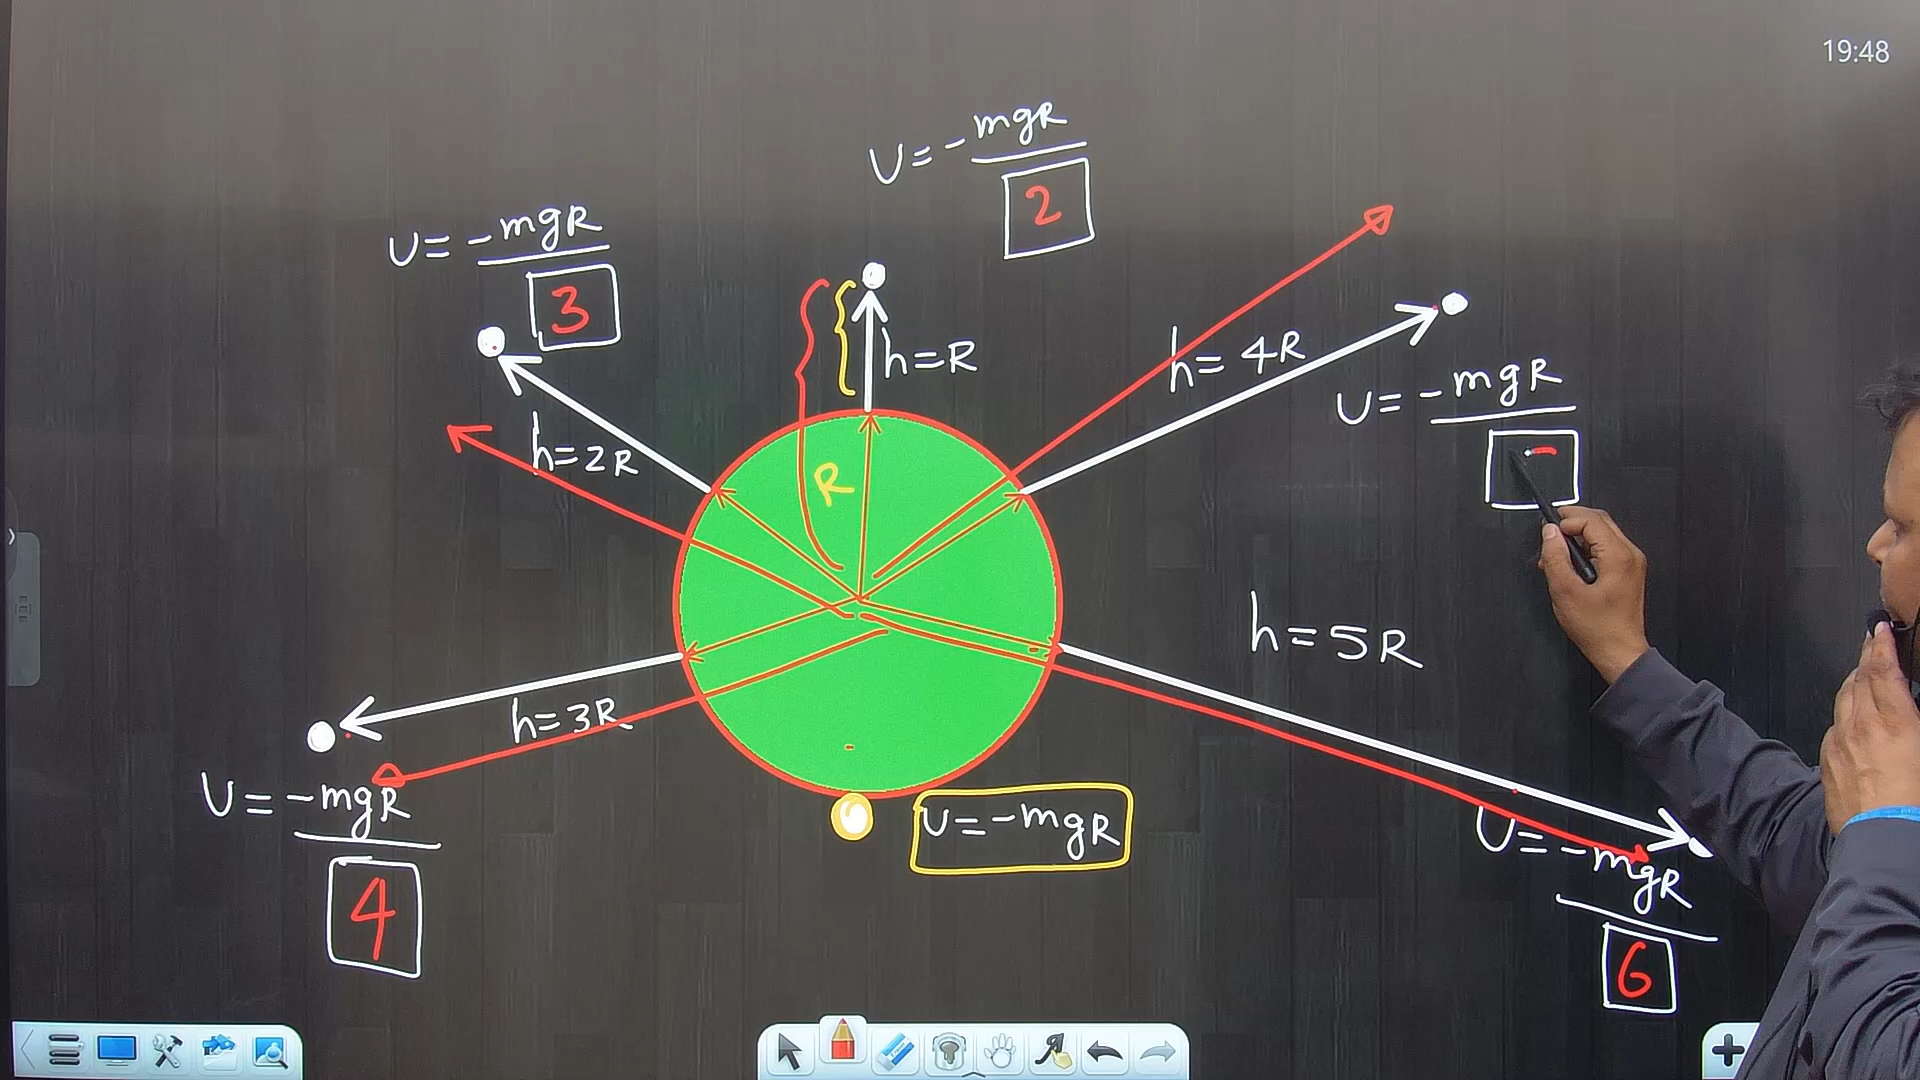 19:48
U = -mgR
2
U = -mgR
3
h = R
h = 4R
U = -mgR
h = 2R
R
h = 5R
h = 3R
U = -mgR
4
U = -mgR
U = -mgR
6